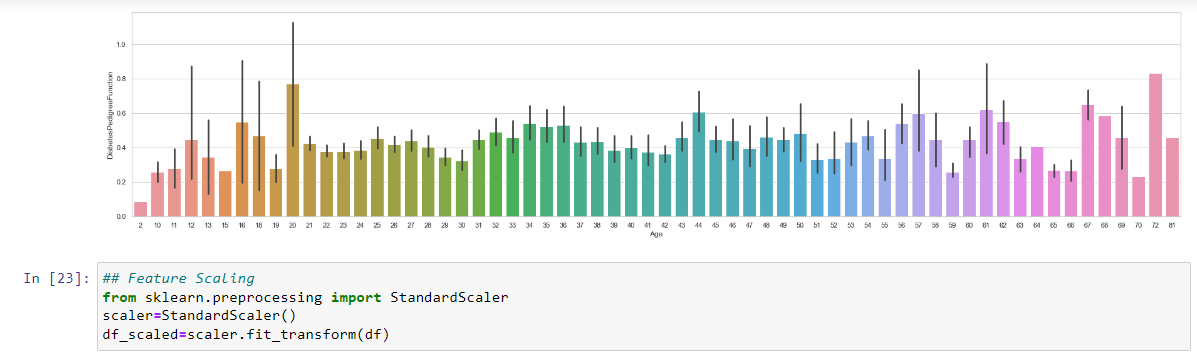 1.0
0.8
0.6
0.4
0.2
0.0
DiabetesPedigreeFunction
2 10 11 12 13 15 16 18 19 20 21 22 23 24 25 26 27 28 29 30 31 32 33 34 35 36 37 38 39 40 41 42 43 44 45 46 47 48 49 50 51 52 53 54 55 56 57 58 59 60 61 62 63 64 65 66 67 68 69 70 72 81
Age
In [23]: ## Feature Scaling
from sklearn.preprocessing import StandardScaler
scaler=StandardScaler()
df_scaled=scaler.fit_transform(df)